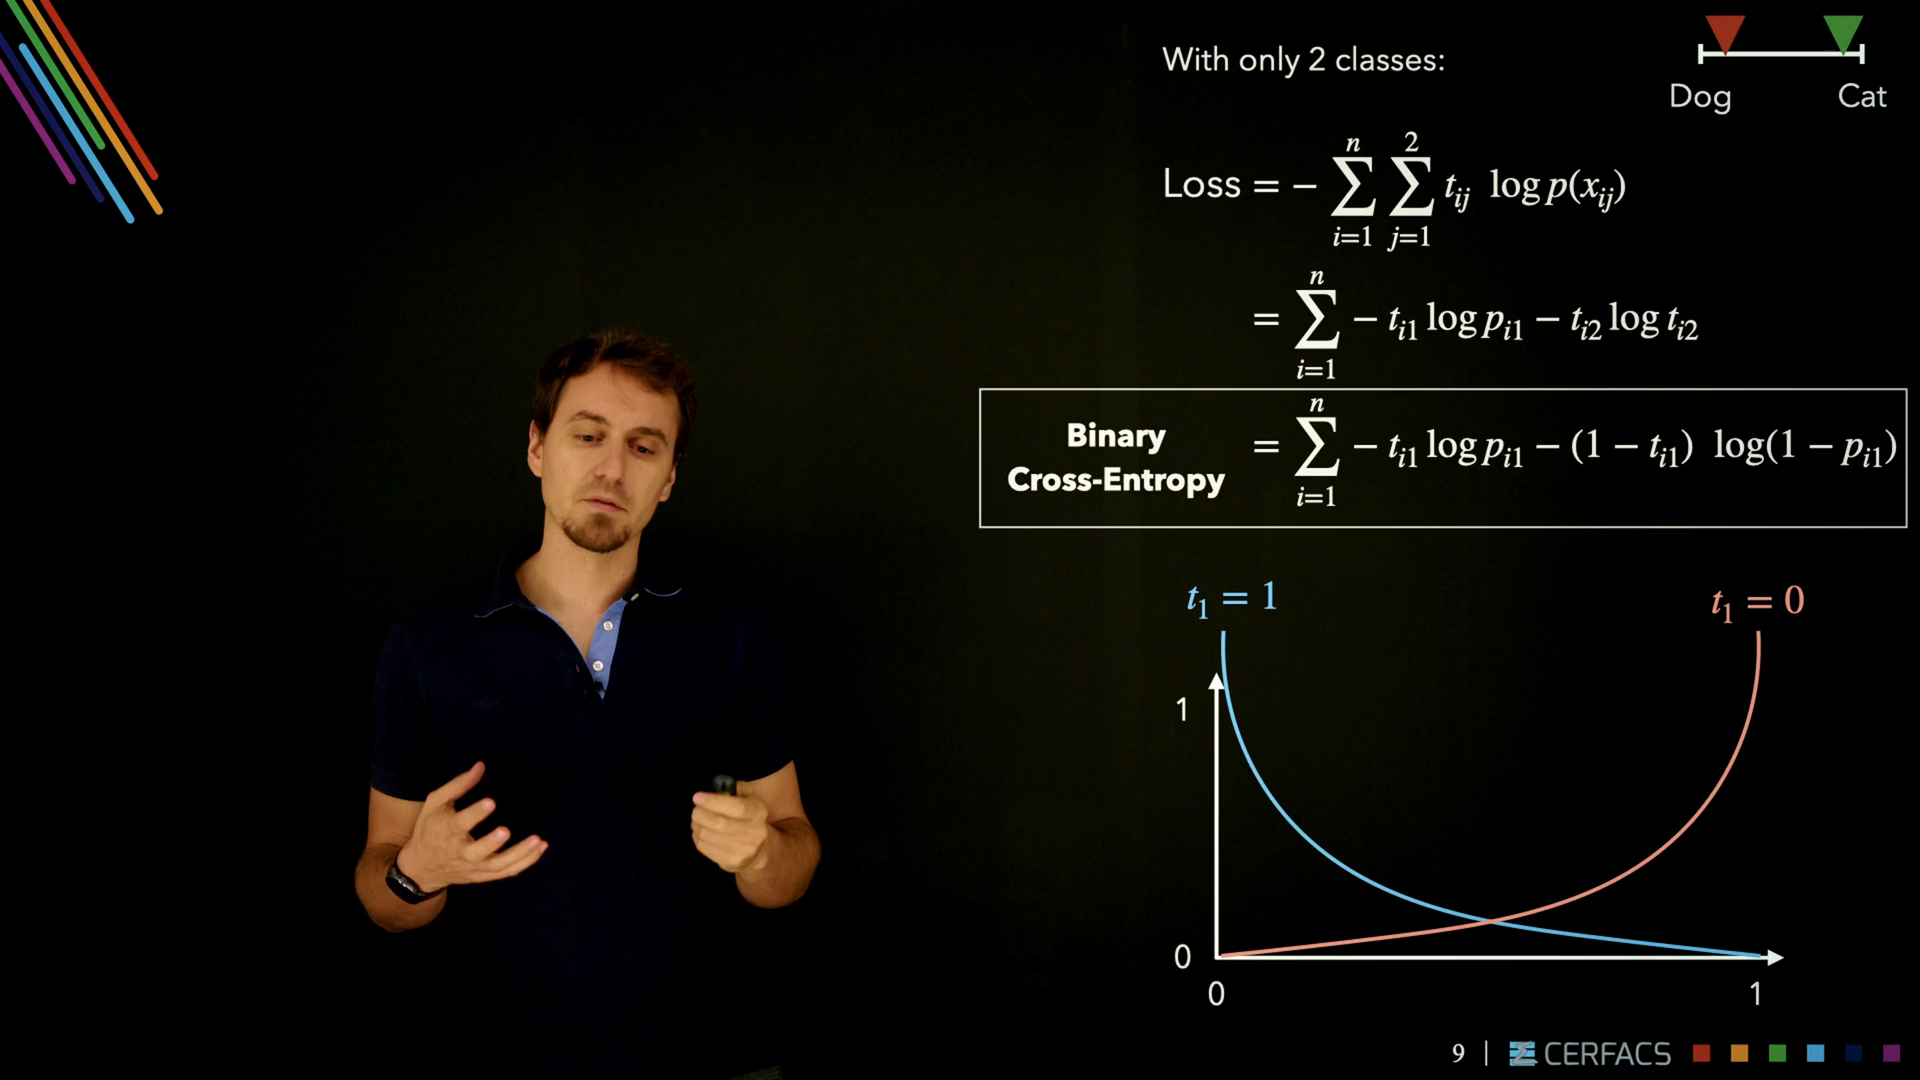 With only 2 classes:
Dog Cat
Loss = − ∑_{i=1}^{n} ∑_{j=1}^{2} t_{ij} log p(x_{ij})
= ∑_{i=1}^{n} − t_{i1} log p_{i1} − t_{i2} log t_{i2}
Binary
Cross-Entropy
= ∑_{i=1}^{n} − t_{i1} log p_{i1} − (1 − t_{i1}) log(1 − p_{i1})
t_1 = 1
t_1 = 0
1
0
0 1
9 | CERFACS